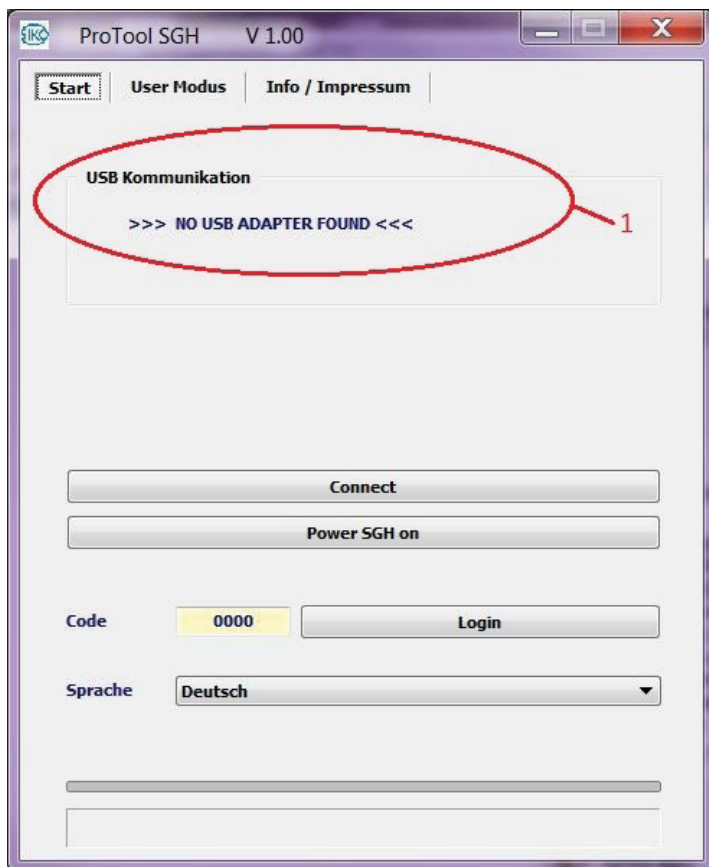 IKO ProTool SGH V 1.00
Start User Modus Info / Impressum
USB Kommunikation
>>> NO USB ADAPTER FOUND <<<
1
Connect
Power SGH on
Code 0000 Login
Sprache Deutsch